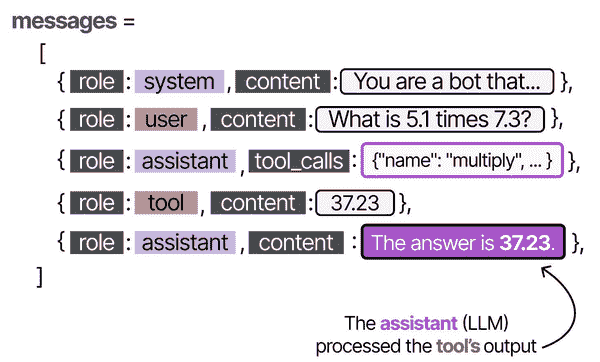 messages =
[
{ role : system , content : You are a bot that... },
{ role : user , content : What is 5.1 times 7.3? },
{ role : assistant , tool_calls : {"name": "multiply", ... } },
{ role : tool , content : 37.23 },
{ role : assistant , content : The answer is 37.23. },
]
The assistant (LLM)
processed the tool's output